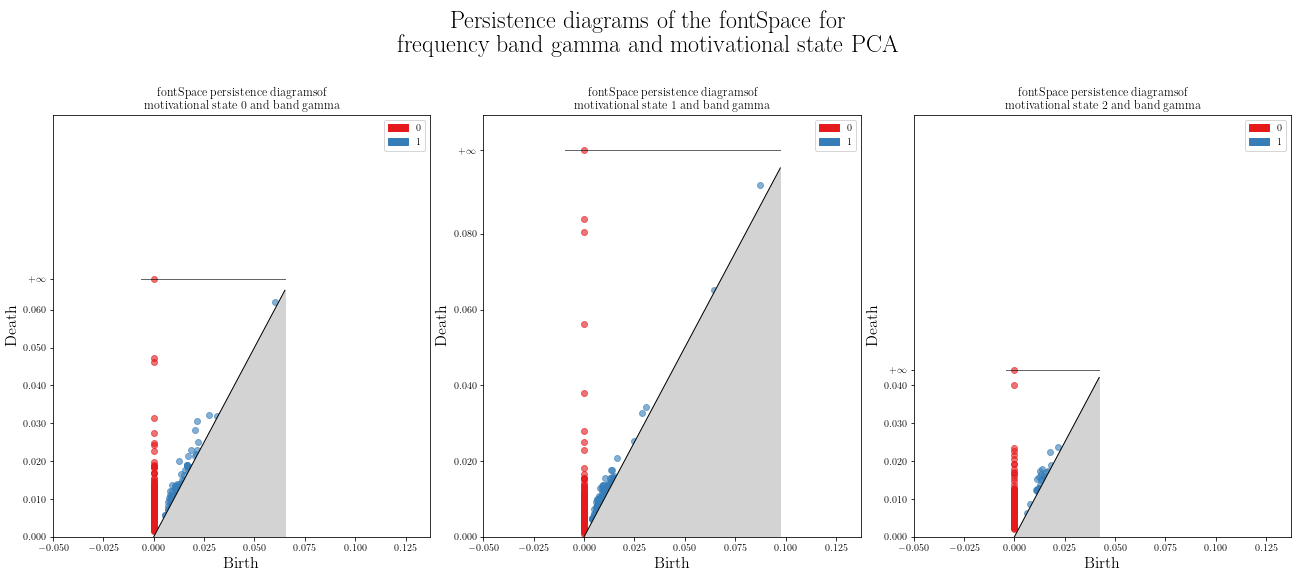 Persistence diagrams of the fontSpace for
frequency band gamma and motivational state PCA
fontSpace persistence diagramsof
motivational state 0 and band gamma
0
1
+∞
0.060
0.050
0.040
0.030
0.020
0.010
0.000
Death
−0.050 −0.025 0.000 0.025 0.050 0.075 0.100 0.125
Birth
fontSpace persistence diagramsof
motivational state 1 and band gamma
0
1
+∞
0.080
0.060
0.040
0.020
0.000
Death
−0.050 −0.025 0.000 0.025 0.050 0.075 0.100 0.125
Birth
fontSpace persistence diagramsof
motivational state 2 and band gamma
0
1
+∞
0.040
0.030
0.020
0.010
0.000
Death
−0.050 −0.025 0.000 0.025 0.050 0.075 0.100 0.125
Birth